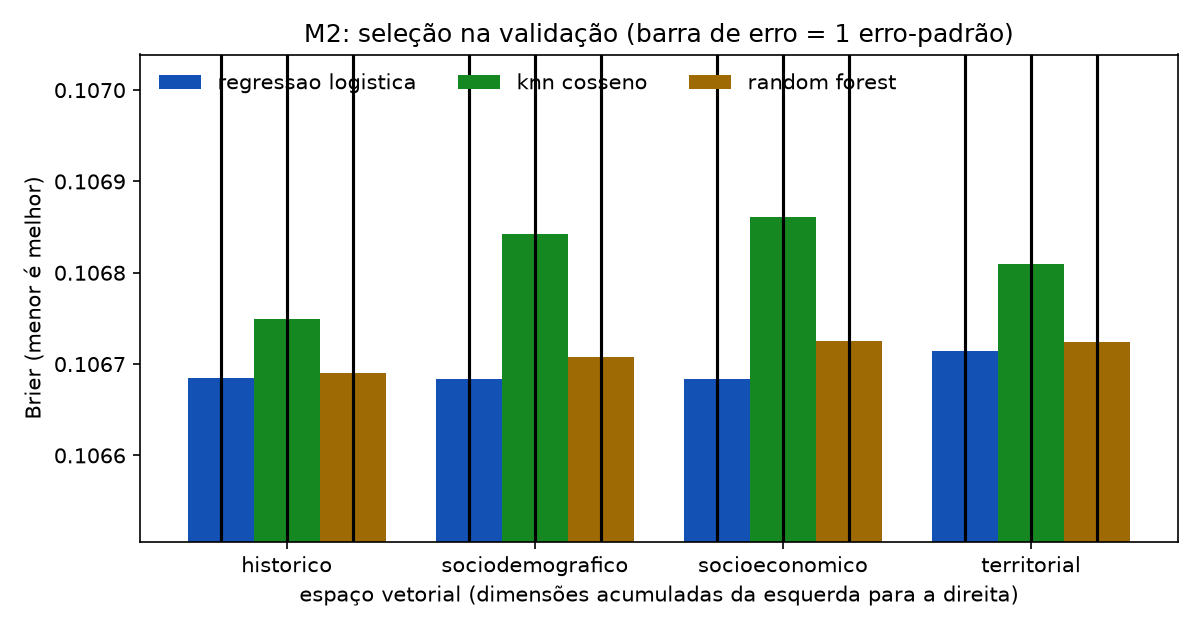 M2: seleção na validação (barra de erro = 1 erro-padrão)
regressao logistica
knn cosseno
random forest
Brier (menor é melhor)
0.1070
0.1069
0.1068
0.1067
0.1066
historico
sociodemografico
socioeconomico
territorial
espaço vetorial (dimensões acumuladas da esquerda para a direita)